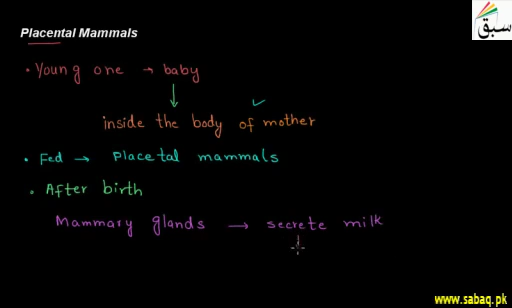 سبق
Placental Mammals
• Young one → baby
inside the body of mother
• Fed → placetal mammals
• After birth
Mammary glands → secrete milk
www.sabaq.pk